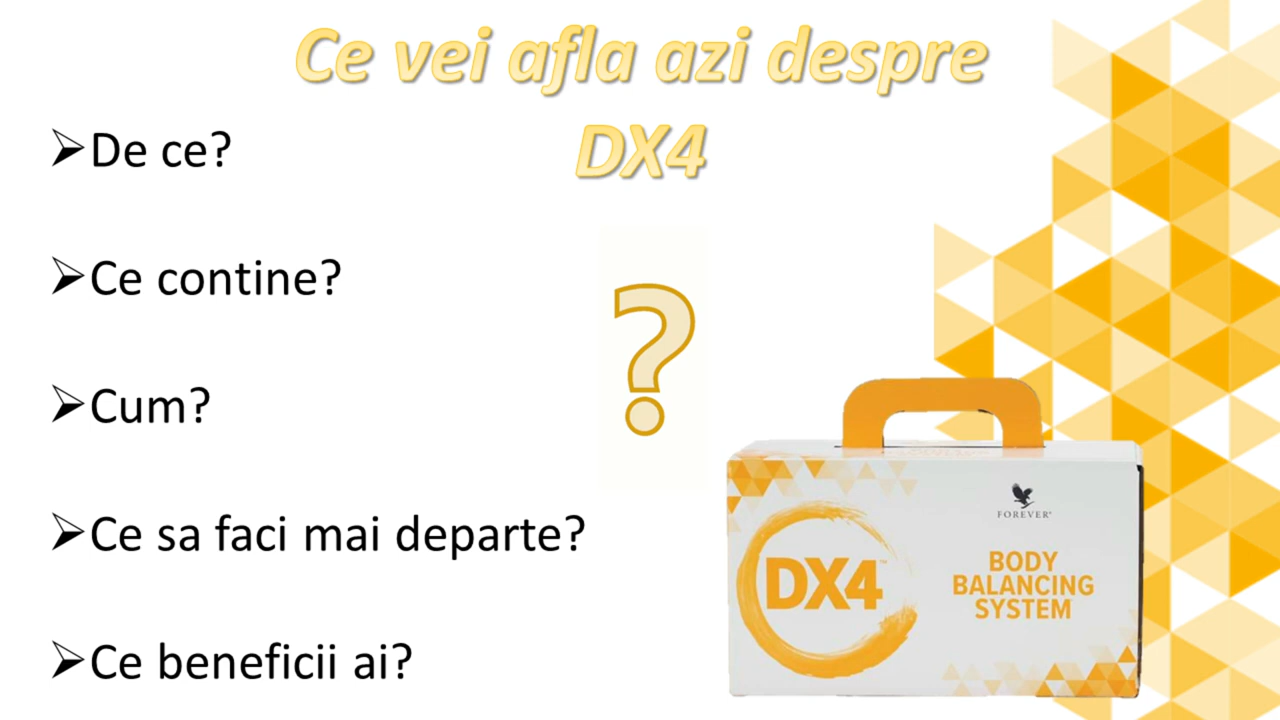 Ce vei afla azi despre
DX4
➢De ce?
➢Ce contine?
➢Cum?
➢Ce sa faci mai departe?
➢Ce beneficii ai?
?
FOREVER®
DX4™
BODY
BALANCING
SYSTEM